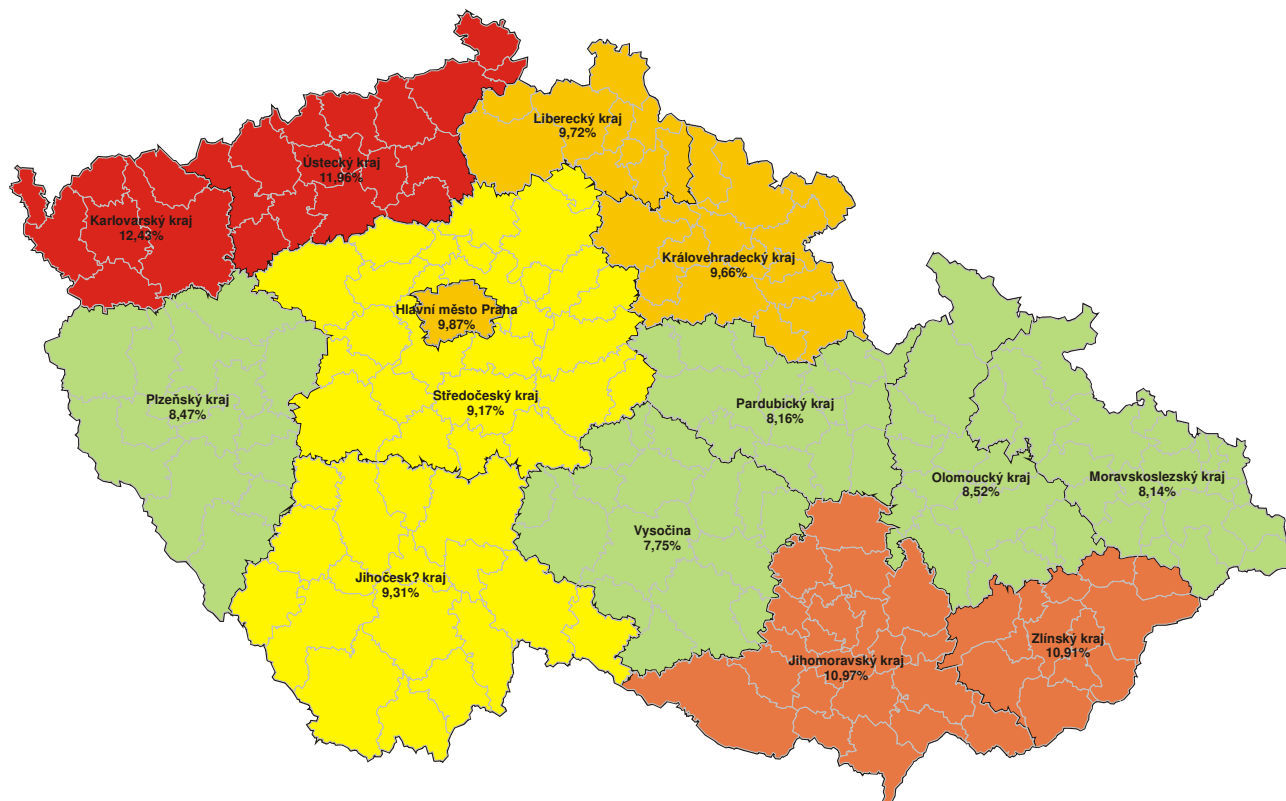 Liberecký kraj
9,72%
Ústecký kraj
11,96%
Karlovarský kraj
12,43%
Královehradecký kraj
9,66%
Hlavní město Praha
9,87%
Plzeňský kraj
8,47%
Středočeský kraj
9,17%
Pardubický kraj
8,16%
Olomoucký kraj
8,52%
Moravskoslezský kraj
8,14%
Vysočina
7,75%
Jihočesk? kraj
9,31%
Zlínský kraj
10,91%
Jihomoravský kraj
10,97%